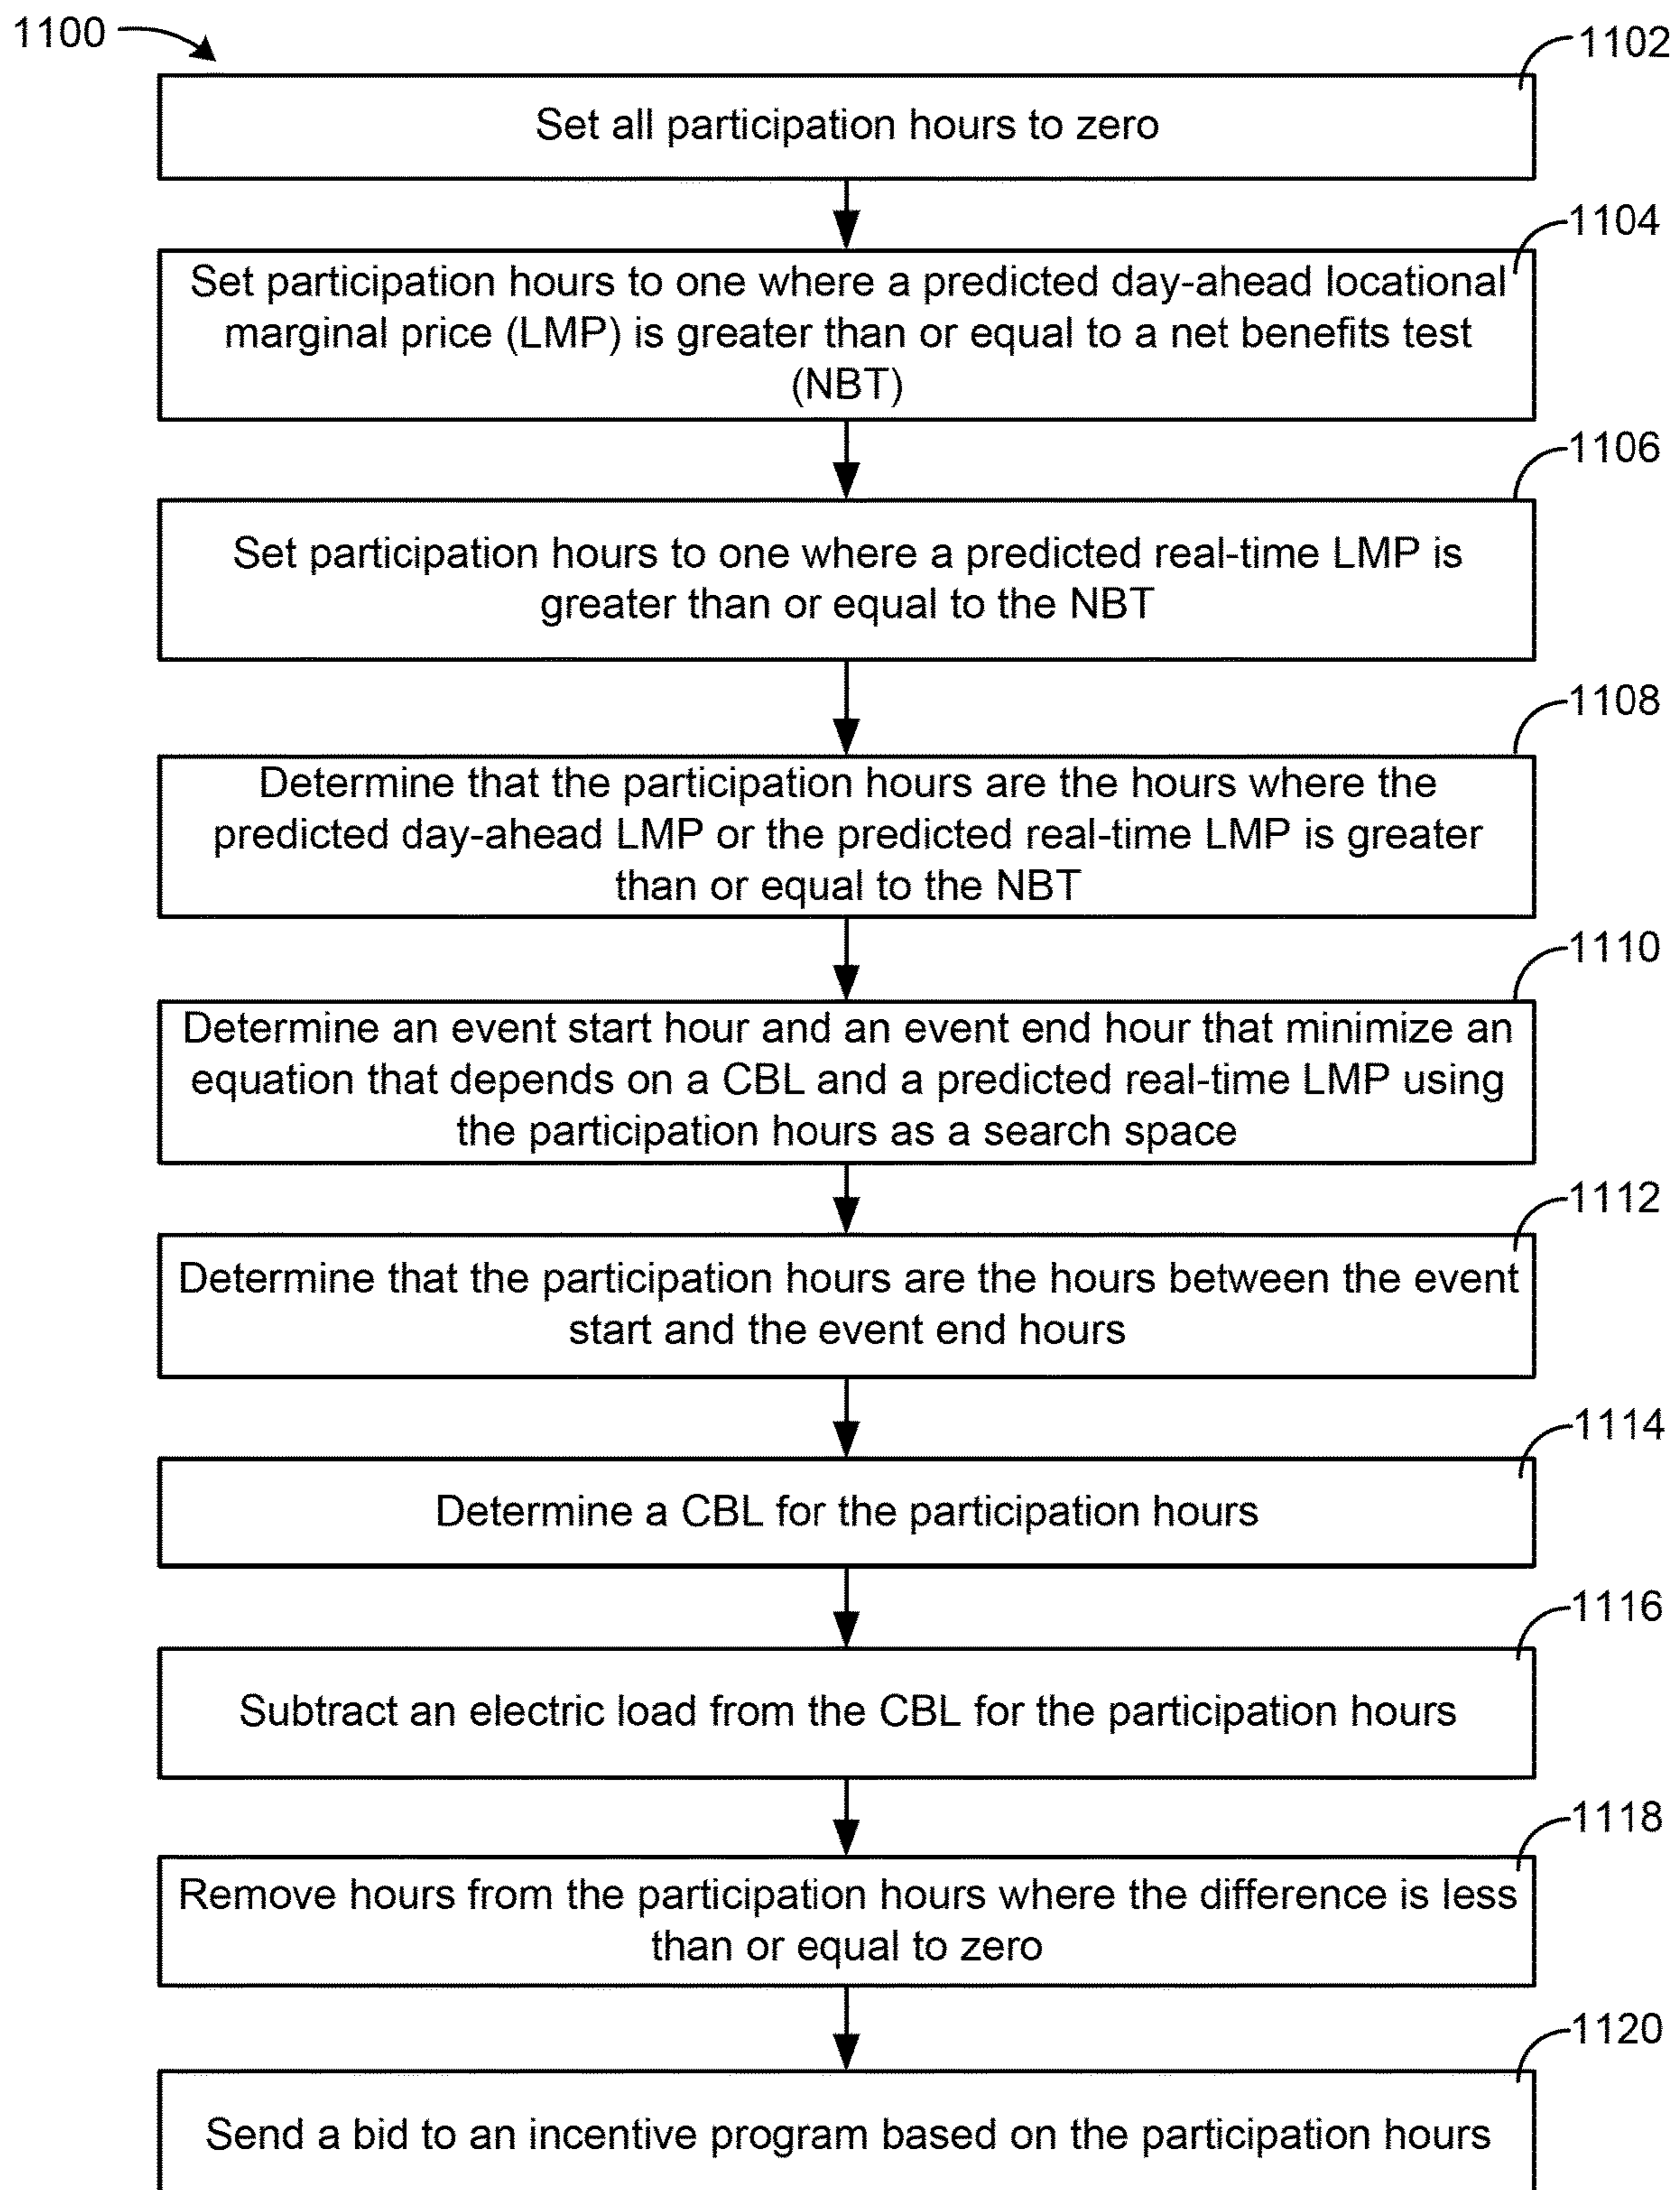 1100
1102
Set all participation hours to zero
1104
Set participation hours to one where a predicted day-ahead locational
marginal price (LMP) is greater than or equal to a net benefits test
(NBT)
1106
Set participation hours to one where a predicted real-time LMP is
greater than or equal to the NBT
1108
Determine that the participation hours are the hours where the
predicted day-ahead LMP or the predicted real-time LMP is greater
than or equal to the NBT
1110
Determine an event start hour and an event end hour that minimize an
equation that depends on a CBL and a predicted real-time LMP using
the participation hours as a search space
1112
Determine that the participation hours are the hours between the event
start and the event end hours
1114
Determine a CBL for the participation hours
1116
Subtract an electric load from the CBL for the participation hours
1118
Remove hours from the participation hours where the difference is less
than or equal to zero
1120
Send a bid to an incentive program based on the participation hours